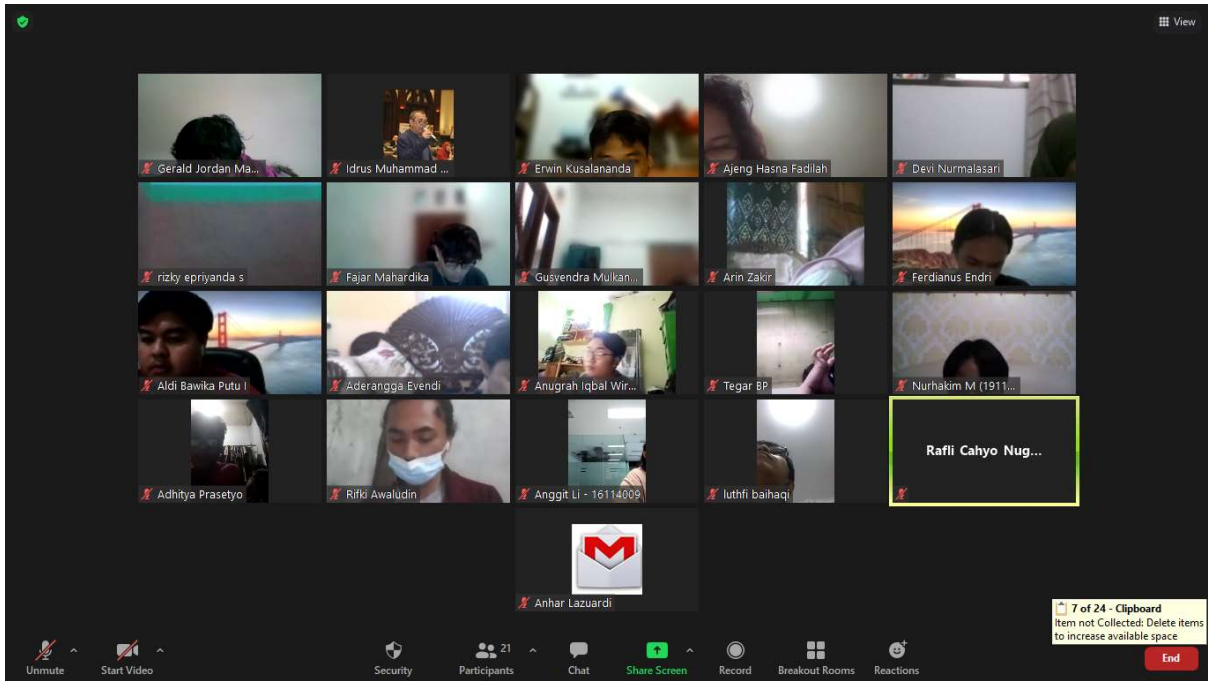 View
Gerald Jordan Ma...
Idrus Muhammad ...
Erwin Kusalananda
Ajeng Hasna Fadilah
Devi Nurmalasari
rizky epriyanda s
Fajar Mahardika
Gusvendra Mulkan...
Arin Zakir
Ferdianus Endri
Aldi Bawika Putu I
Aderangga Evendi
Anugrah Iqbal Wir...
Tegar BP
Nurhakim M (1911...
Adhitya Prasetyo
Rifki Awaludin
Anggit Li - 16114009
luthfi baihaqi
Rafli Cahyo Nug...
Anhar Lazuardi
7 of 24 - Clipboard
Item not Collected: Delete items
to increase available space
Unmute
Start Video
Security
21
Participants
Chat
Share Screen
Record
Breakout Rooms
Reactions
End